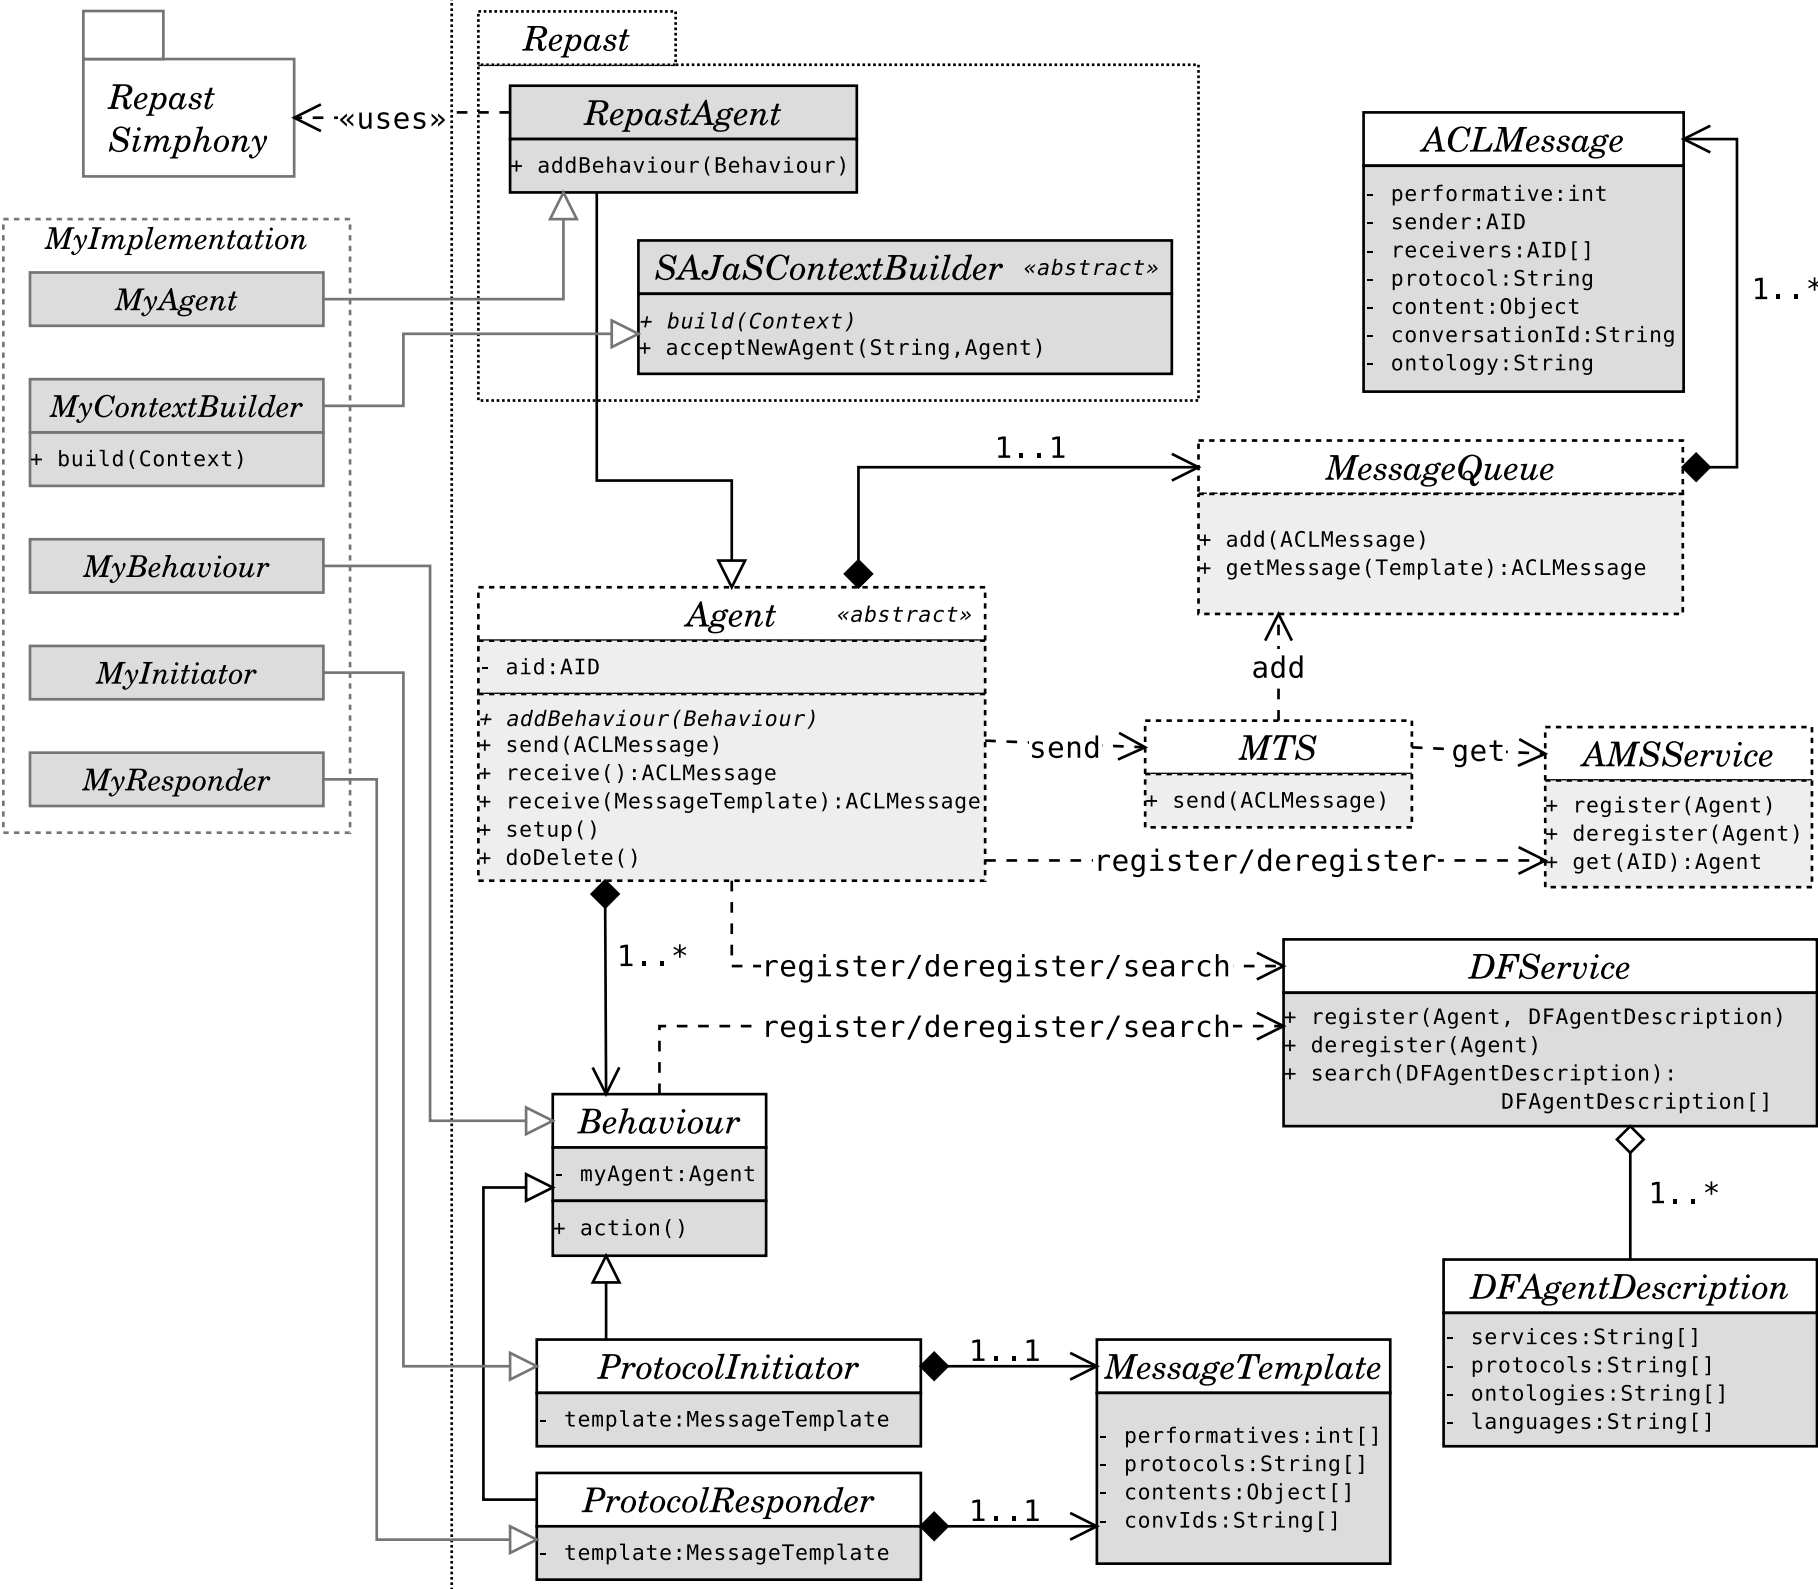 Repast
Simphony
«uses»
Repast
RepastAgent
+ addBehaviour(Behaviour)
SAJaSContextBuilder «abstract»
+ build(Context)
+ acceptNewAgent(String,Agent)
ACLMessage
- performative:int
- sender:AID
- receivers:AID[]
- protocol:String
- content:Object
- conversationId:String
- ontology:String
1..*
MyImplementation
MyAgent
MyContextBuilder
+ build(Context)
MyBehaviour
MyInitiator
MyResponder
1..1
MessageQueue
+ add(ACLMessage)
+ getMessage(Template):ACLMessage
Agent «abstract»
- aid:AID
+ addBehaviour(Behaviour)
+ send(ACLMessage)
+ receive():ACLMessage
+ receive(MessageTemplate):ACLMessage
+ setup()
+ doDelete()
add
send
MTS
+ send(ACLMessage)
get
AMSService
+ register(Agent)
+ deregister(Agent)
+ get(AID):Agent
register/deregister
1..*
register/deregister/search
register/deregister/search
DFService
+ register(Agent, DFAgentDescription)
+ deregister(Agent)
+ search(DFAgentDescription):
DFAgentDescription[]
1..*
Behaviour
- myAgent:Agent
+ action()
DFAgentDescription
- services:String[]
- protocols:String[]
- ontologies:String[]
- languages:String[]
ProtocolInitiator
- template:MessageTemplate
1..1
MessageTemplate
- performatives:int[]
- protocols:String[]
- contents:Object[]
- convIds:String[]
ProtocolResponder
- template:MessageTemplate
1..1